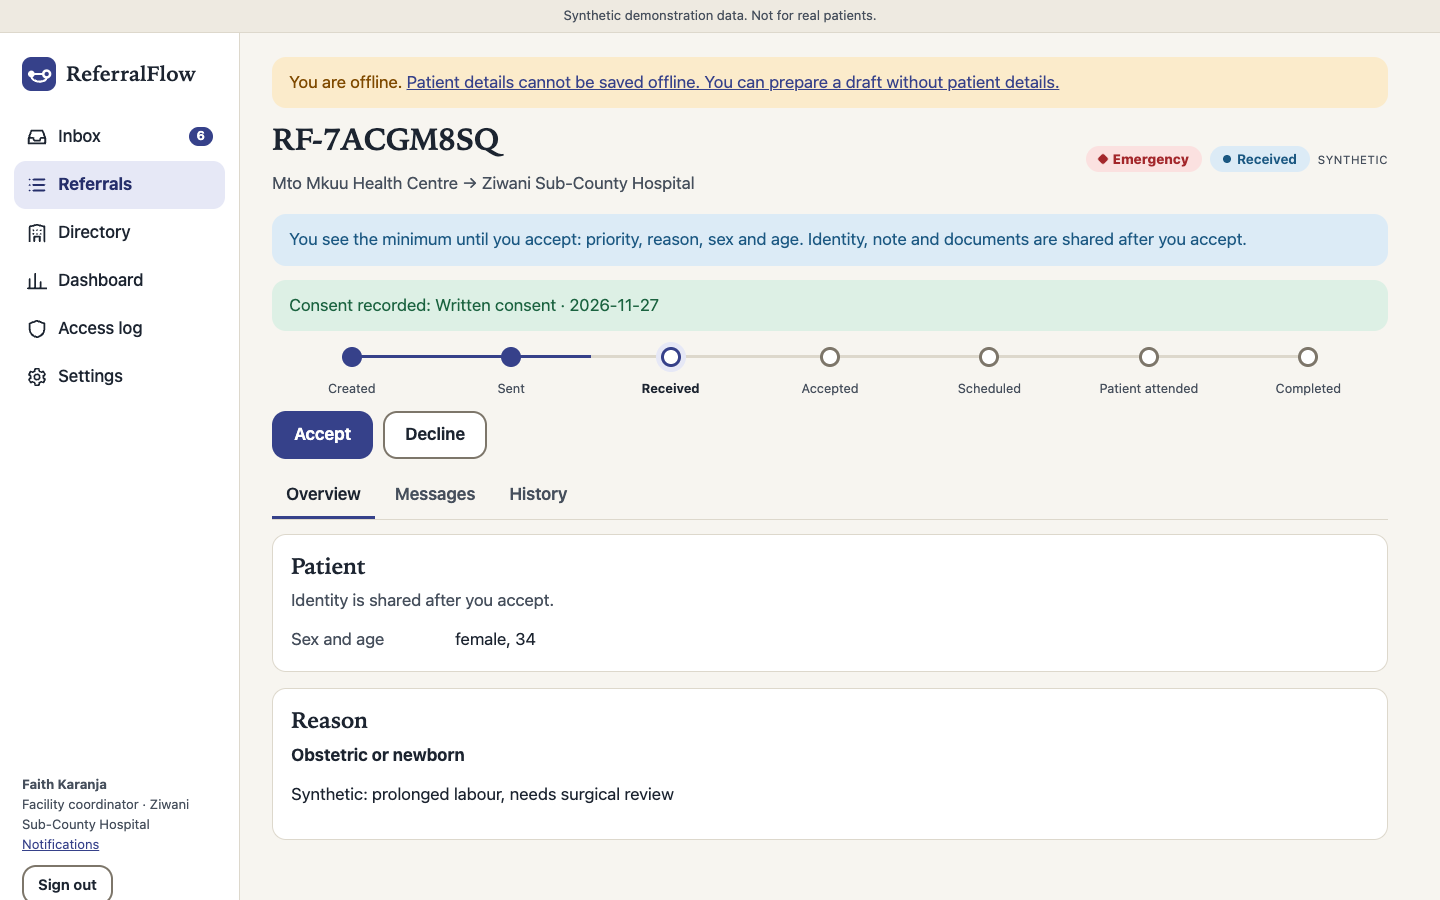 Synthetic demonstration data. Not for real patients.
ReferralFlow
Inbox 6
Referrals
Directory
Dashboard
Access log
Settings
Faith Karanja
Facility coordinator · Ziwani
Sub-County Hospital
Notifications
Sign out
You are offline. Patient details cannot be saved offline. You can prepare a draft without patient details.
RF-7ACGM8SQ
Mto Mkuu Health Centre → Ziwani Sub-County Hospital
Emergency Received SYNTHETIC
You see the minimum until you accept: priority, reason, sex and age. Identity, note and documents are shared after you accept.
Consent recorded: Written consent · 2026-11-27
Created Sent Received Accepted Scheduled Patient attended Completed
Accept Decline
Overview Messages History
Patient
Identity is shared after you accept.
Sex and age female, 34
Reason
Obstetric or newborn
Synthetic: prolonged labour, needs surgical review